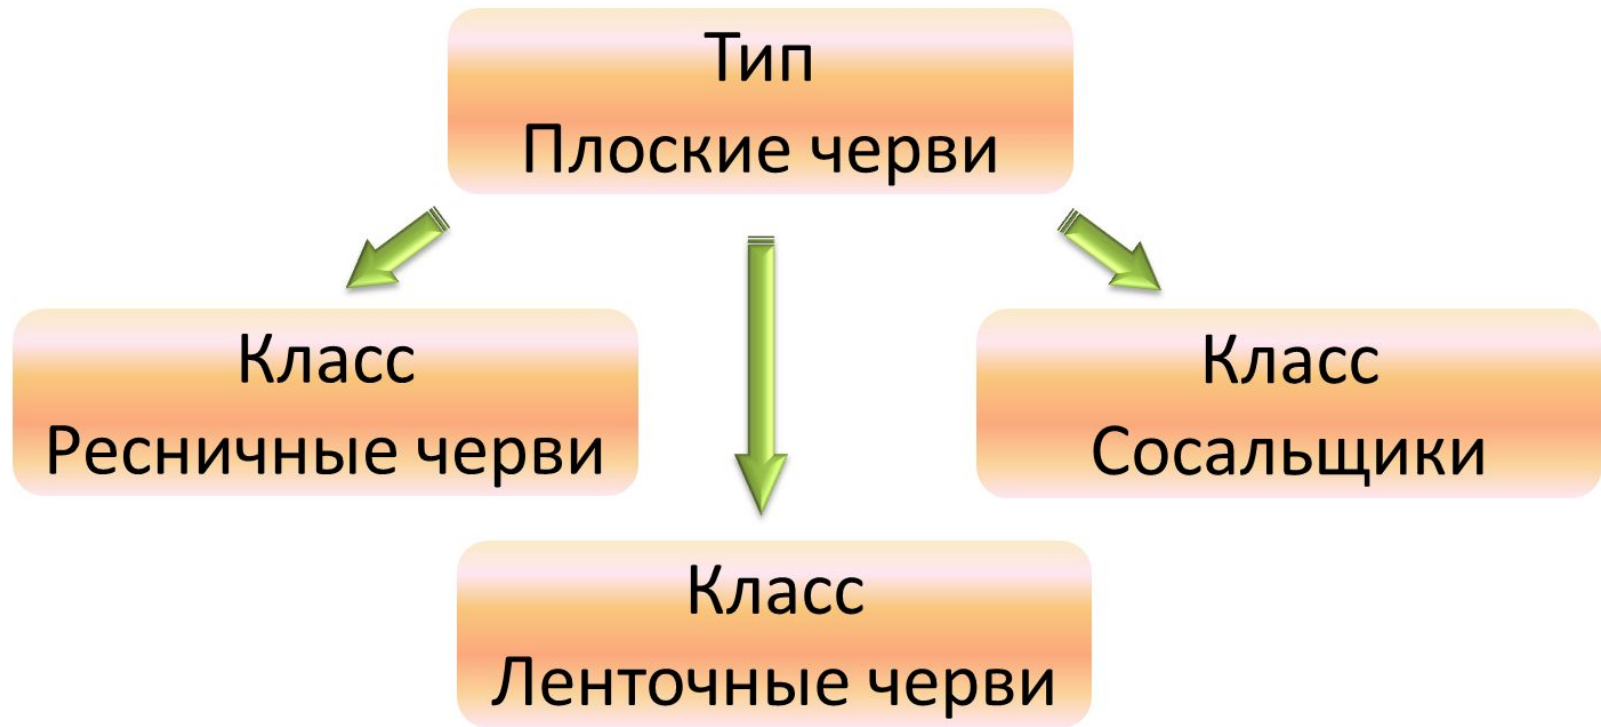 Тип
Плоские черви
Класс
Ресничные черви
Класс
Сосальщики
Класс
Ленточные черви